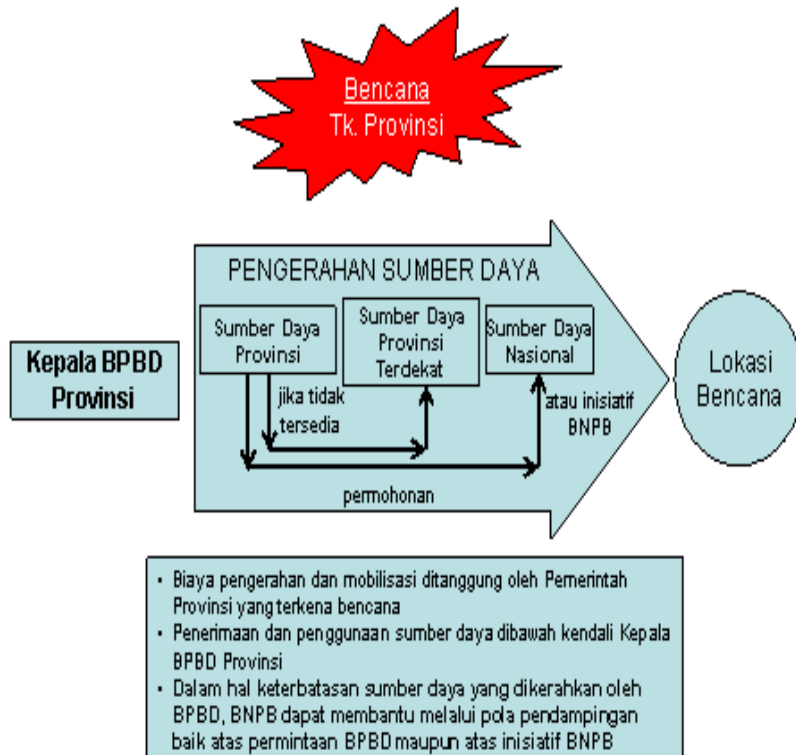 Bencana
Tk. Provinsi
PENGERAHAN SUMBER DAYA
Kepala BPBD
Provinsi
Sumber Daya
Provinsi
Sumber Daya
Provinsi
Terdekat
Sumber Daya
Nasional
jika tidak
tersedia
atau inisiatif
BNPB
permohonan
Lokasi
Bencana
• Biaya pengerahan dan mobilisasi ditanggung oleh Pemerintah
Provinsi yang terkena bencana
• Penerimaan dan penggunaan sumber daya dibawah kendali Kepala
BPBD Provinsi
• Dalam hal keterbatasan sumber daya yang dikerahkan oleh
BPBD, BNPB dapat membantu melalui pola pendampingan
baik atas permintaan BPBD maupun atas inisiatif BNPB